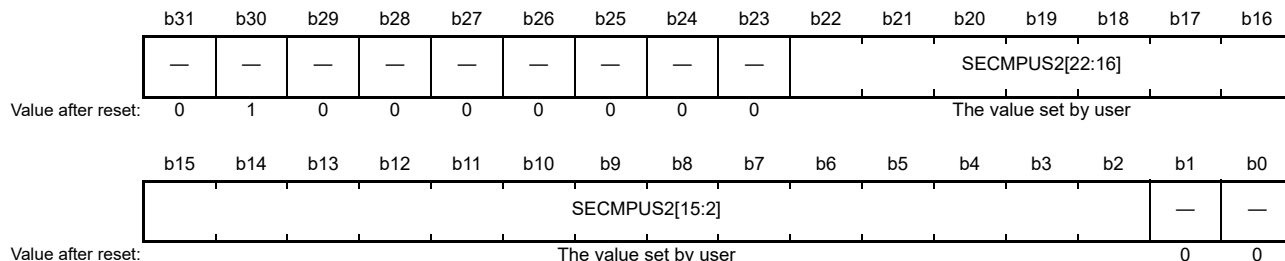 b31 b30 b29 b28 b27 b26 b25 b24 b23 b22 b21 b20 b19 b18 b17 b16
— — — — — — — — — SECMPUS2[22:16]
Value after reset: 0 1 0 0 0 0 0 0 0 The value set by user
b15 b14 b13 b12 b11 b10 b9 b8 b7 b6 b5 b4 b3 b2 b1 b0
SECMPUS2[15:2] — —
Value after reset: The value set by user 0 0